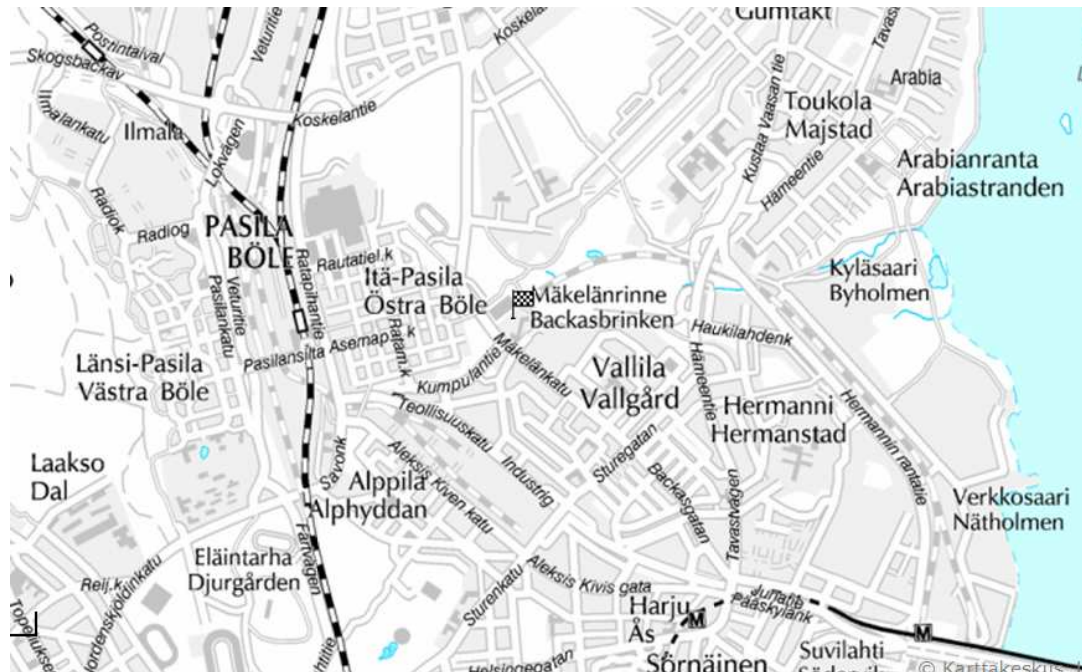 Gumtäkt
Postintaival
Skogsbackav
Veturitie
Koskelantie
Arabia
Toukola
Majstad
Kustaa Vaasan tie
Ilmalankatu
Ilmala
Lokvägen
Hämeentie
Arabianranta
Arabiastranden
Radiok
Radiog
PASILA
BÖLE
Rautatiel.k
Ratapihantie
Itä-Pasila
Östra Böle
Veturitie
Pasilankatu
Mäkelänrinne
Backasbrinken
Kyläsaari
Byholmen
Haukilahdenk
Pasilansilta
Asemap k
Ratam.k
Kumpulantie
Mäkelänkatu
Länsi-Pasila
Västra Böle
Vallila
Vallgård
Hämeentie
Hermanni
Hermanstad
Hermannin rantatie
Teollisuuskatu
Industrig
Sturegatan
Backasgatan
Tavastvägen
Aleksis Kiven katu
Laakso
Dal
Savonk
Alppila
Alphyddan
Verkkosaari
Nätholmen
Eläintarha
Djurgården
Farivägen
Reij.k
Nordenskjöldinkatu
Sturenkatu
Aleksis Kivis gata
Junatie
Pääskylänk
Harju
Ås
M
M
Sörnäinen
Suvilahti
Helsingegatan
© Karttakeskus